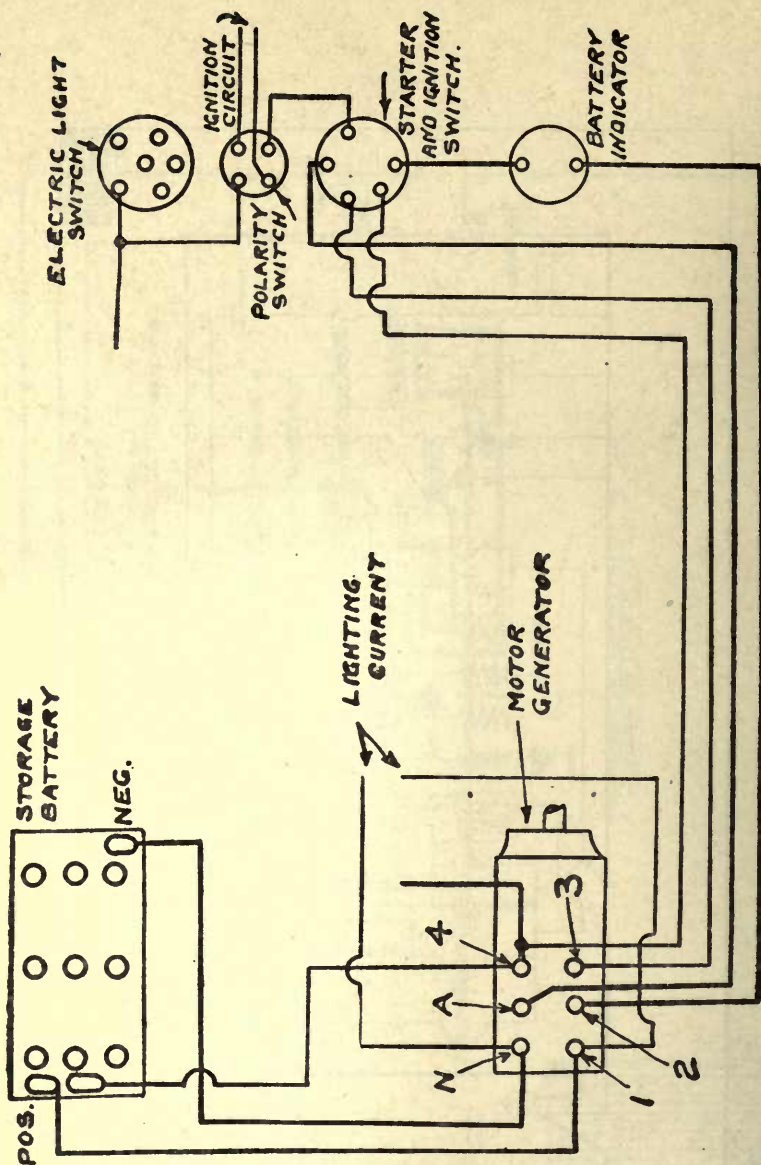 ELECTRIC LIGHT
SWITCH
IGNITION
CIRCUIT
POLARITY
SWITCH
STARTER
AND IGNITION
SWITCH.
BATTERY
INDICATOR
STORAGE
BATTERY
POS.
NEG.
LIGHTING
CURRENT
MOTOR
GENERATOR
N
A
4
1
2
3